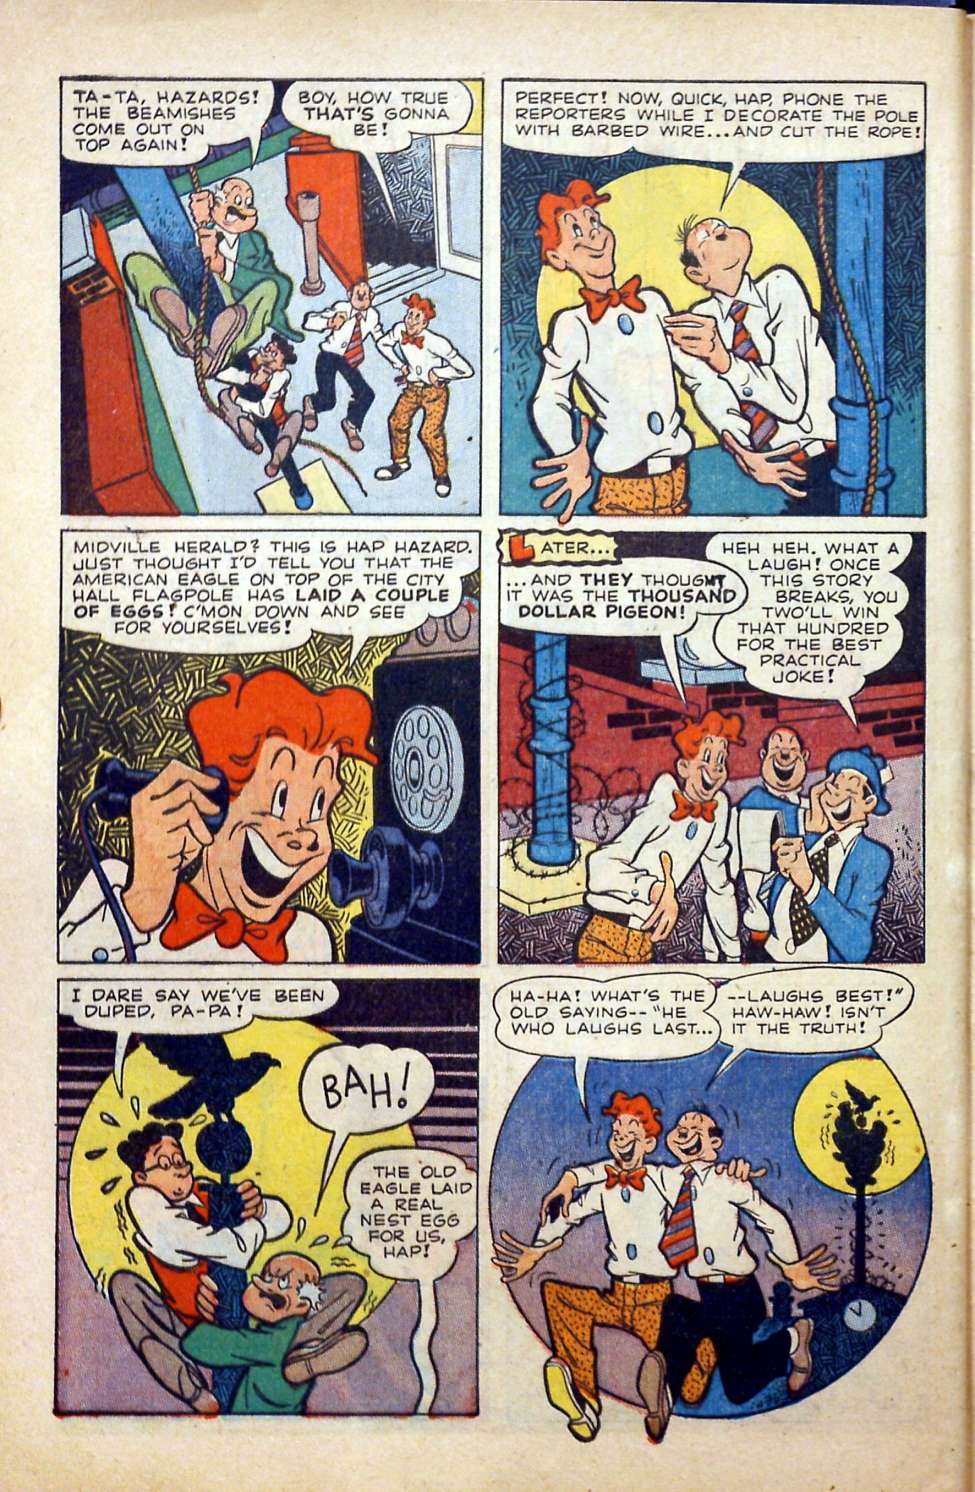 TA-TA, HAZARDS!
THE BEAMISHES
COME OUT ON
TOP AGAIN!
BOY, HOW TRUE
THAT'S GONNA
BE!
PERFECT! NOW, QUICK, HAP, PHONE THE
REPORTERS WHILE I DECORATE THE POLE
WITH BARBED WIRE...AND CUT THE ROPE!
MIDVILLE HERALD? THIS IS HAP HAZARD.
JUST THOUGHT I'D TELL YOU THAT THE
AMERICAN EAGLE ON TOP OF THE CITY
HALL FLAGPOLE HAS LAID A COUPLE
OF EGGS! C'MON DOWN AND SEE
FOR YOURSELVES!
LATER...
...AND THEY THOUGHT
IT WAS THE THOUSAND
DOLLAR PIGEON!
HEH HEH. WHAT A
LAUGH! ONCE
THIS STORY
BREAKS, YOU
TWO'LL WIN
THAT HUNDRED
FOR THE BEST
PRACTICAL
JOKE!
I DARE SAY WE'VE BEEN
DUPED, PA-PA!
BAH!
THE OLD
EAGLE LAID
A REAL
NEST EGG
FOR US,
HAP!
HA-HA! WHAT'S THE
OLD SAYING--"HE
WHO LAUGHS LAST...
--LAUGHS BEST!"
HAW-HAW! ISN'T
IT THE TRUTH!